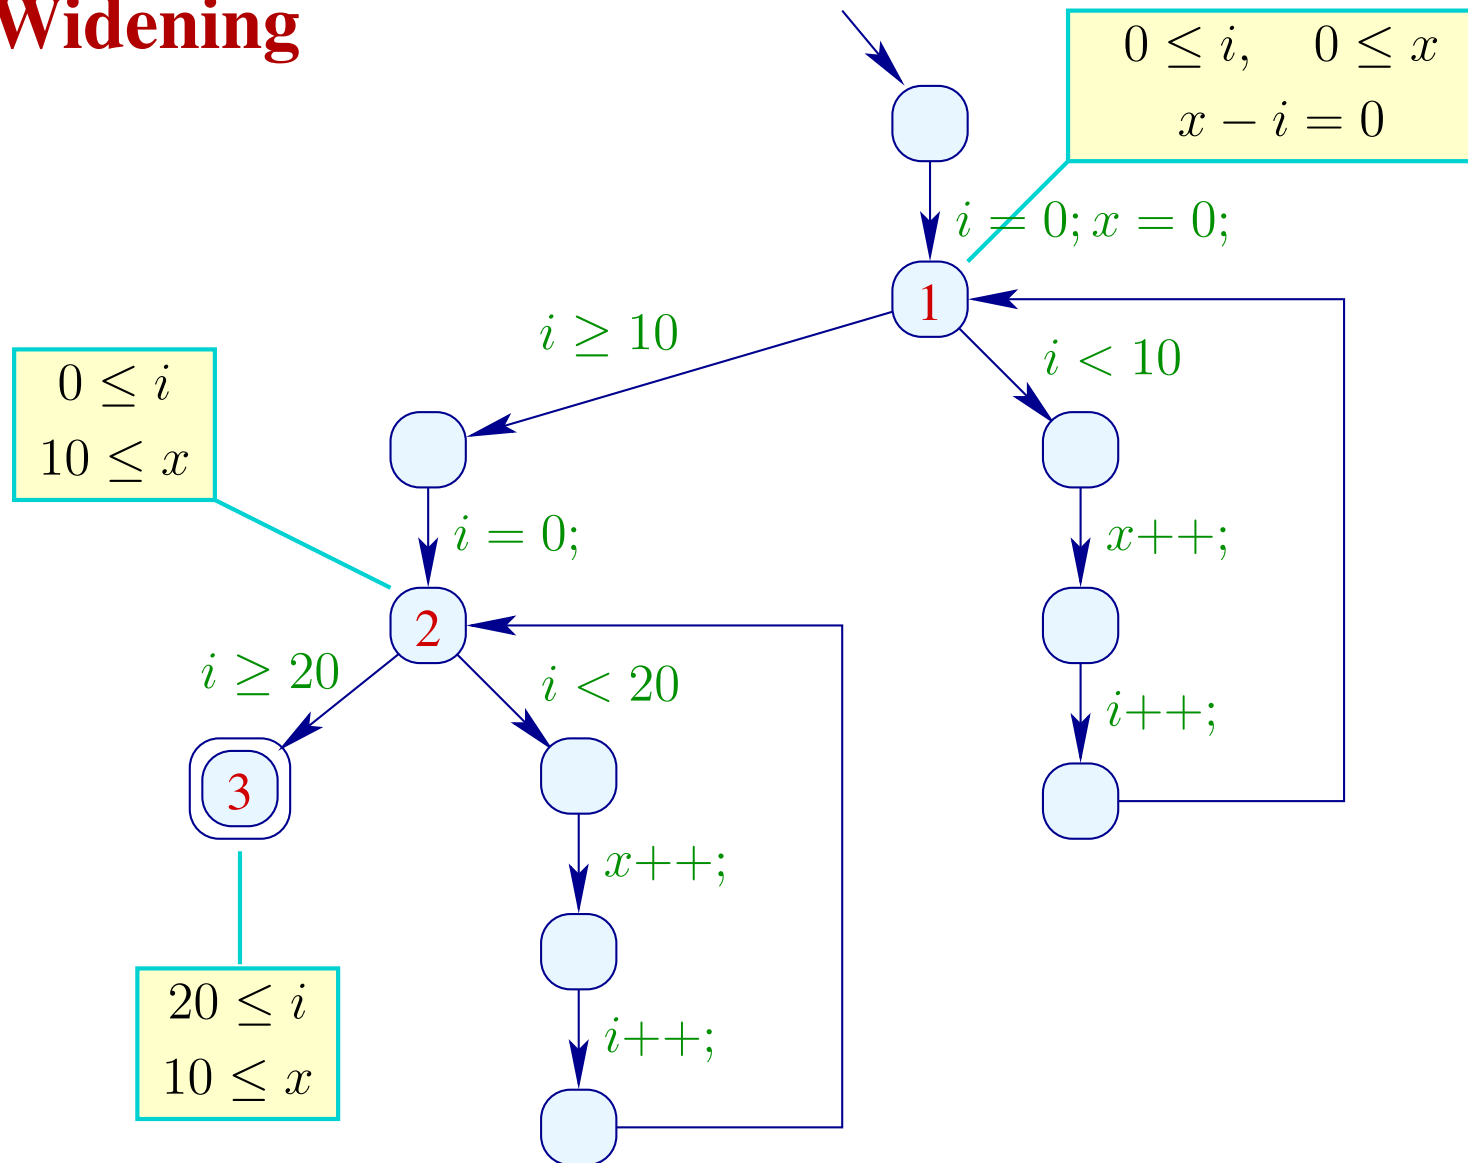 Widening
0 ≤ i, 0 ≤ x
x − i = 0
i = 0; x = 0;
1
i ≥ 10
i < 10
0 ≤ i
10 ≤ x
i = 0;
x++;
2
i ≥ 20
i < 20
i++;
3
x++;
20 ≤ i
10 ≤ x
i++;